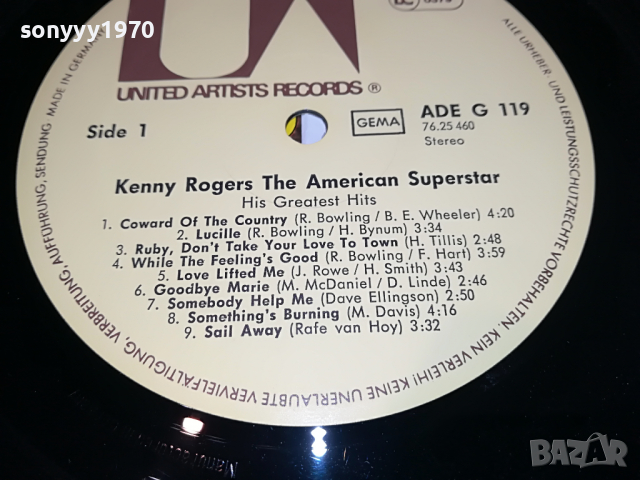 sonyyy1970
LC 0370
UNITED ARTISTS RECORDS ®
Side 1
GEMA
ADE G 119
76.25 460
Stereo
Kenny Rogers The American Superstar
His Greatest Hits
1. Coward Of The Country (R. Bowling / B. E. Wheeler) 4:20
2. Lucille (R. Bowling / H. Bynum) 3:34
3. Ruby, Don't Take Your Love To Town (H. Tillis) 2:48
4. While The Feeling's Good (R. Bowling / F. Hart) 3:59
5. Love Lifted Me (J. Rowe / H. Smith) 3:43
6. Goodbye Marie (M. McDaniel / D. Linde) 2:46
7. Somebody Help Me (Dave Ellingson) 2:50
8. Something's Burning (M. Davis) 4:16
9. Sail Away (Rafe van Hoy) 3:32
ALLE URHEBER- UND LEISTUNGSSCHUTZRECHTE VORBEHALTEN. KEIN VERLEIH! KEINE UNERLAUBTE VERVIELFÄLTIGUNG, VERBREITUNG, AUFFÜHRUNG, SENDUNG MADE IN GERMANY
BAZAR